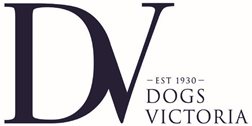 DV
– EST 1930 –
DOGS
VICTORIA